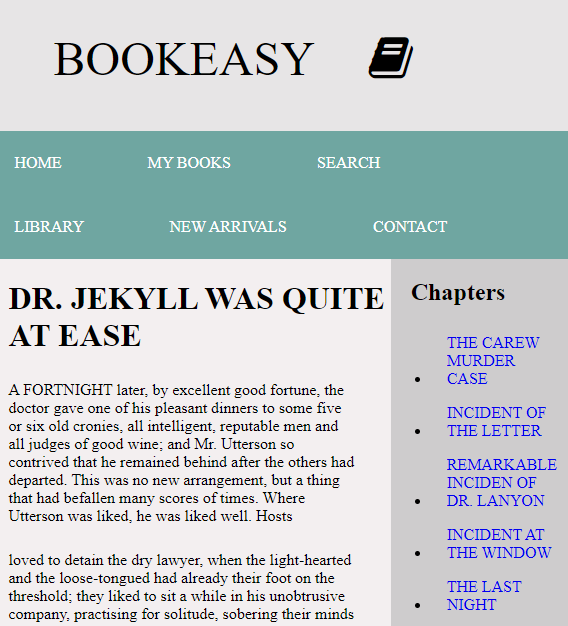 BOOKEASY
HOME
MY BOOKS
SEARCH
LIBRARY
NEW ARRIVALS
CONTACT
DR. JEKYLL WAS QUITE
AT EASE
A FORTNIGHT later, by excellent good fortune, the
doctor gave one of his pleasant dinners to some five
or six old cronies, all intelligent, reputable men and
all judges of good wine; and Mr. Utterson so
contrived that he remained behind after the others had
departed. This was no new arrangement, but a thing
that had befallen many scores of times. Where
Utterson was liked, he was liked well. Hosts
loved to detain the dry lawyer, when the light-hearted
and the loose-tongued had already their foot on the
threshold; they liked to sit a while in his unobtrusive
company, practising for solitude, sobering their minds
Chapters
THE CAREW
MURDER
CASE
INCIDENT OF
THE LETTER
REMARKABLE
INCIDEN OF
DR. LANYON
INCIDENT AT
THE WINDOW
THE LAST
NIGHT